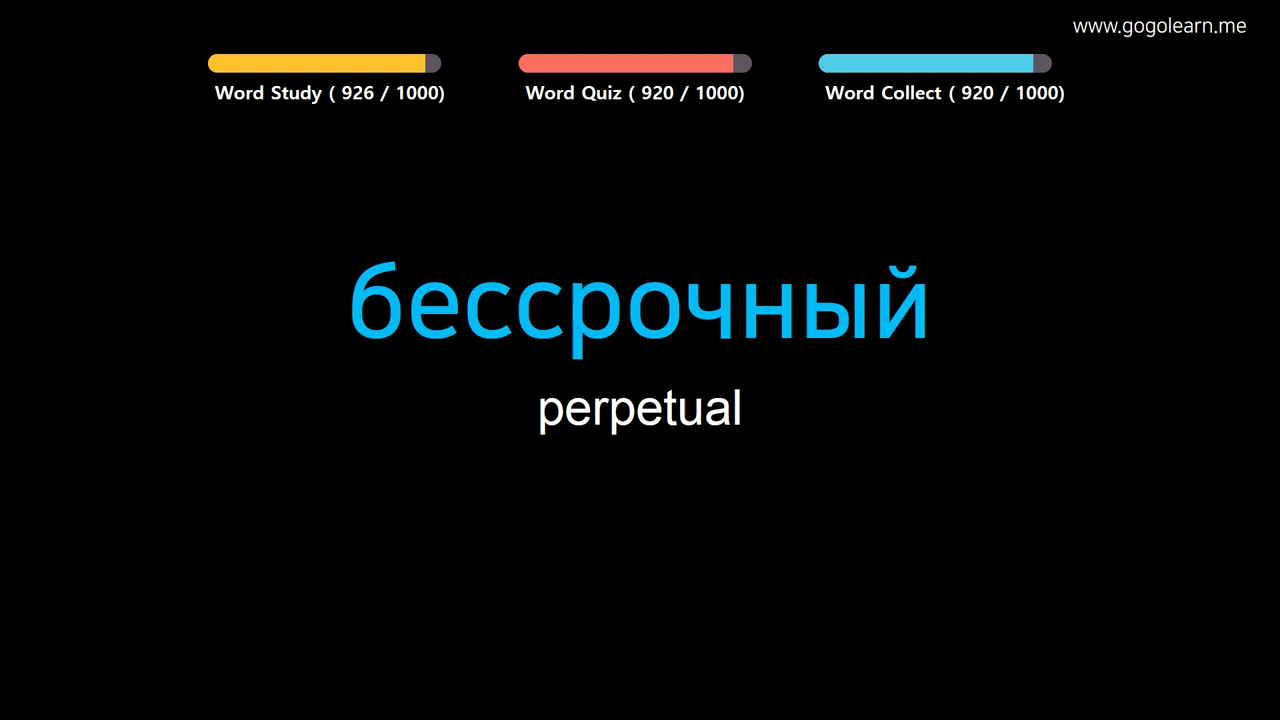 www.gogolearn.me
Word Study ( 926 / 1000)
Word Quiz ( 920 / 1000)
Word Collect ( 920 / 1000)
бессрочный
perpetual